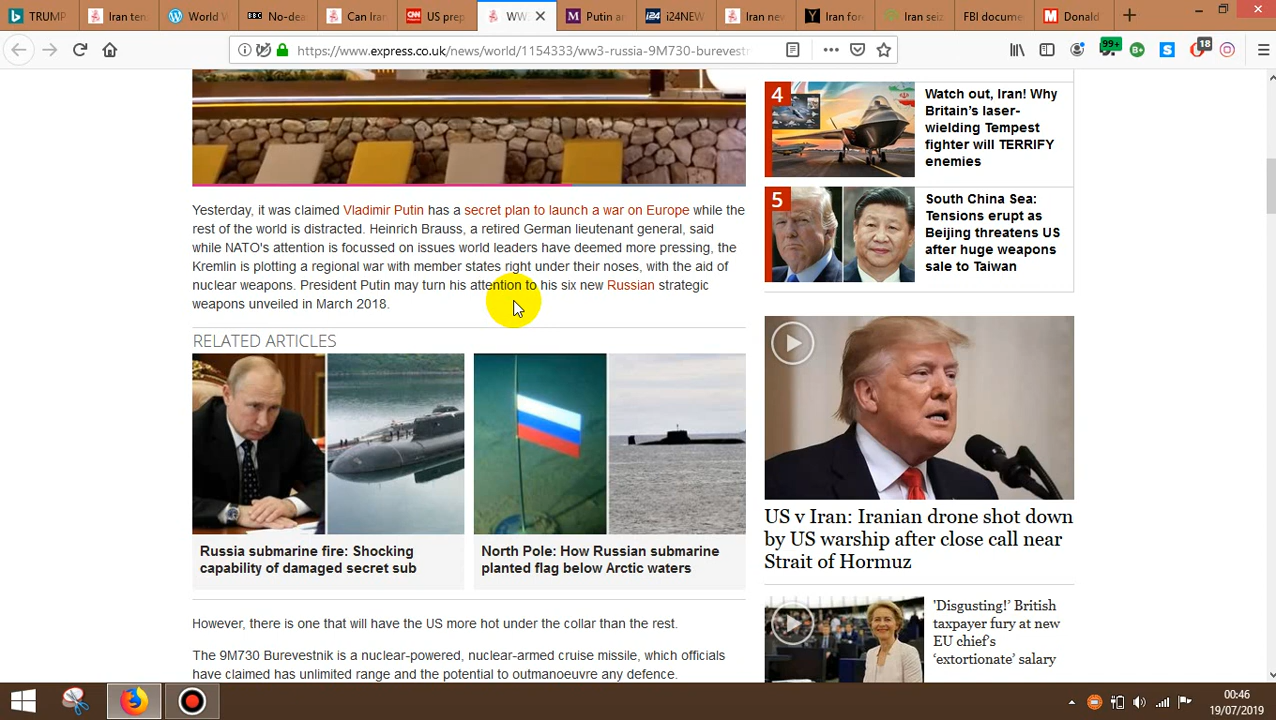 TRUMP
Iran ten
World W
No-dea
Can Iran
US prep
WW
Putin ar
i24NEW
Iran new
Iran for
Iran seiz
FBI docume
Donald
https://www.express.co.uk/news/world/1154333/ww3-russia-9M730-burevestn
99+
18
Yesterday, it was claimed Vladimir Putin has a secret plan to launch a war on Europe while the
rest of the world is distracted. Heinrich Brauss, a retired German lieutenant general, said
while NATO's attention is focussed on issues world leaders have deemed more pressing, the
Kremlin is plotting a regional war with member states right under their noses, with the aid of
nuclear weapons. President Putin may turn his attention to his six new Russian strategic
weapons unveiled in March 2018.
RELATED ARTICLES
Russia submarine fire: Shocking
capability of damaged secret sub
North Pole: How Russian submarine
planted flag below Arctic waters
However, there is one that will have the US more hot under the collar than the rest.
The 9M730 Burevestnik is a nuclear-powered, nuclear-armed cruise missile, which officials
have claimed has unlimited range and the potential to outmanoeuvre any defence.
4
Watch out, Iran! Why
Britain's laser-
wielding Tempest
fighter will TERRIFY
enemies
5
South China Sea:
Tensions erupt as
Beijing threatens US
after huge weapons
sale to Taiwan
US v Iran: Iranian drone shot down
by US warship after close call near
Strait of Hormuz
'Disgusting!' British
taxpayer fury at new
EU chief's
'extortionate' salary
00:46
19/07/2019